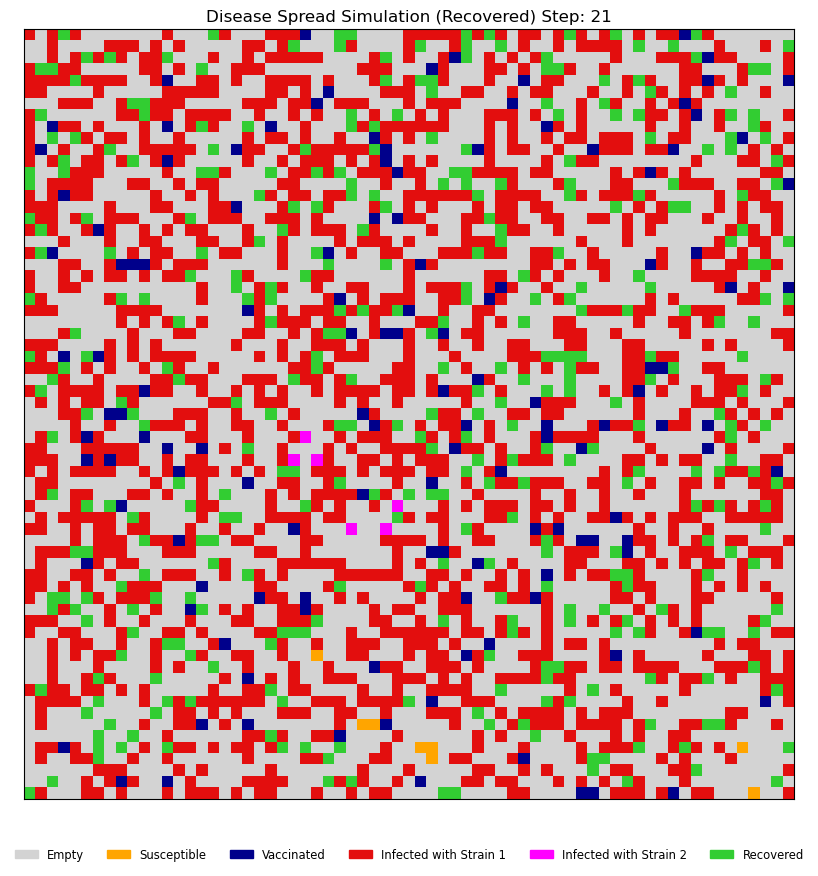 Disease Spread Simulation (Recovered) Step: 21
Empty Susceptible Vaccinated Infected with Strain 1 Infected with Strain 2 Recovered